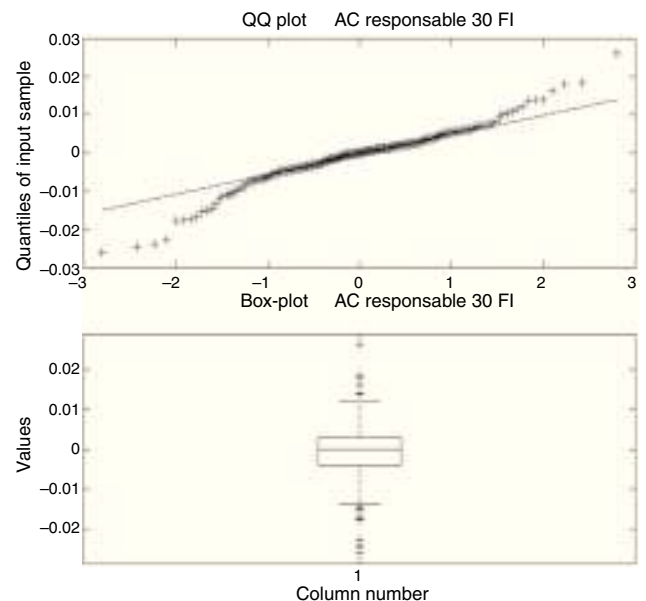 QQ plot AC responsable 30 FI
Quantiles of input sample
0.03
0.02
0.01
0
–0.01
–0.02
–0.03
–3 –2 –1 0 1 2 3
Box-plot AC responsable 30 FI
Values
0.02
0.01
0
–0.01
–0.02
1
Column number